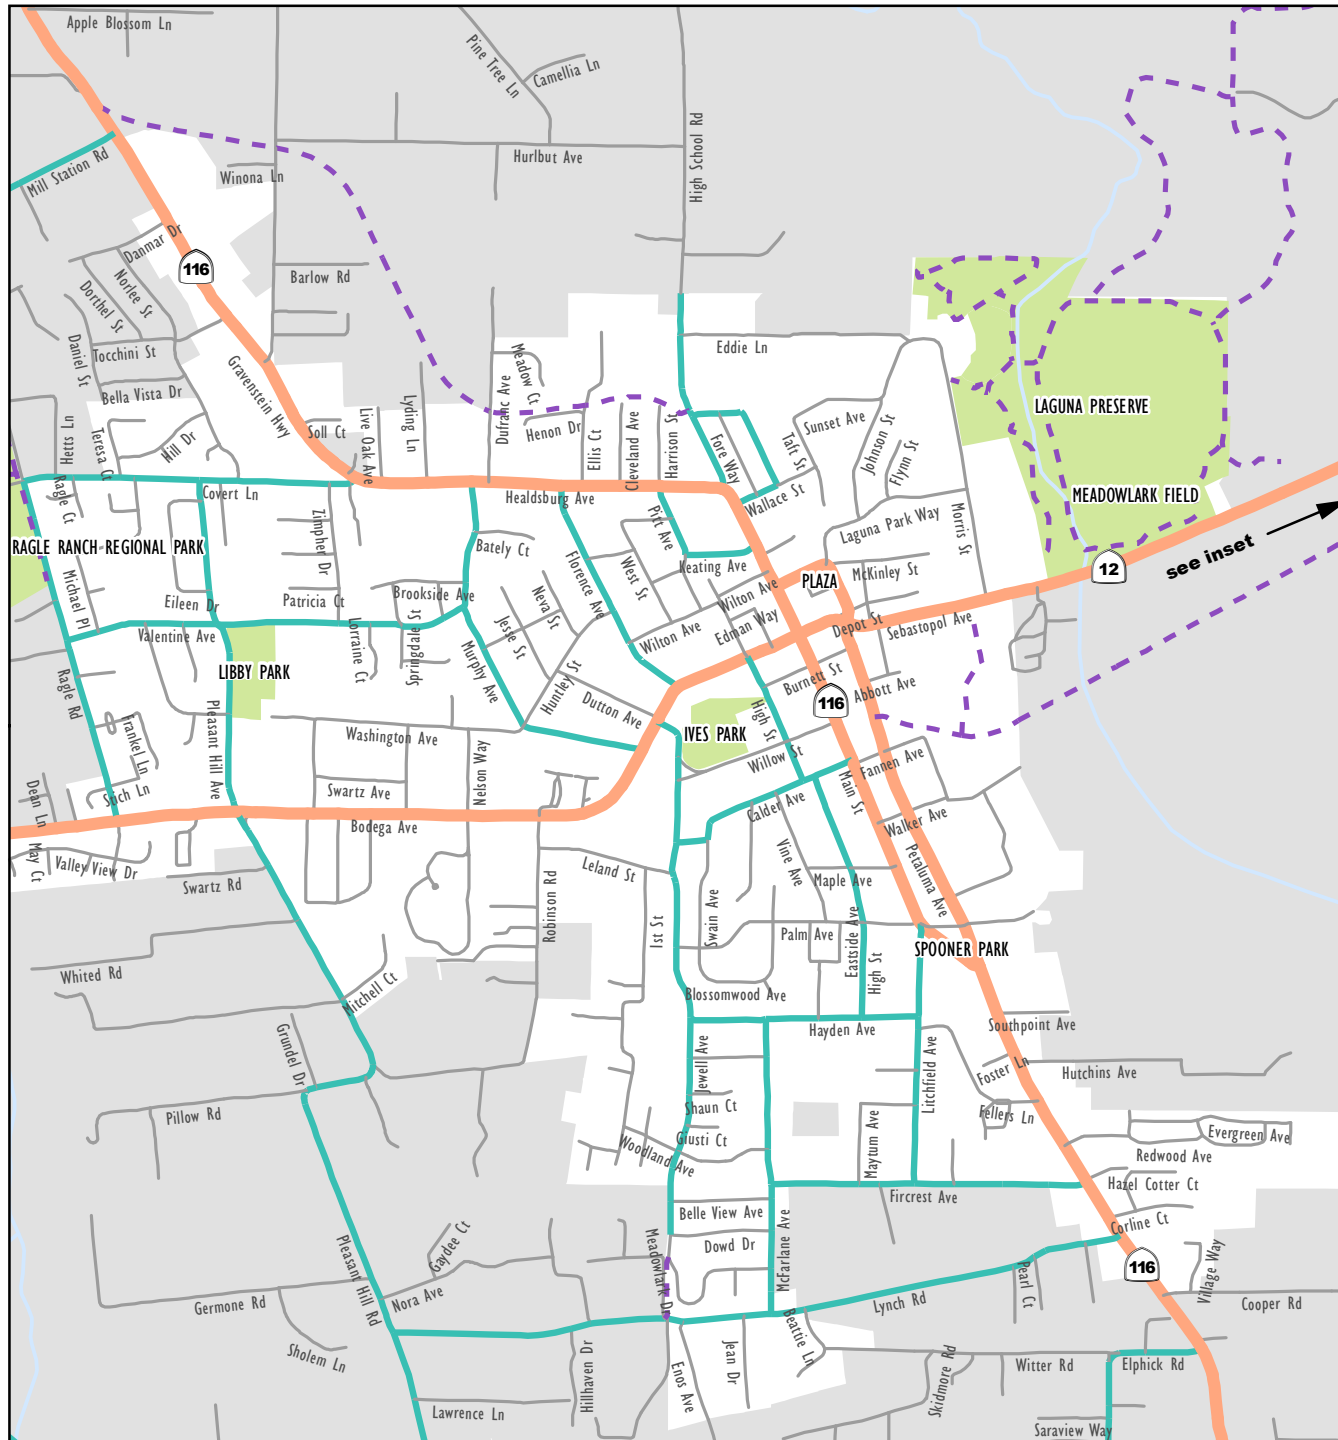 Apple Blossom Ln
Pine Tree Ln
Camellia Ln
High School Rd
Hurlbut Ave
Mill Station Rd
Winona Ln
Danmar Dr
116
Barlow Rd
Norlee St
Dorthel St
Daniel St
Tocchini St
Bella Vista Dr
Gravenstein Hwy
Eddie Ln
Meadow Ct
Dufranc Ave
LAGUNA PRESERVE
Hetts Ln
Teresa Ct
Hill Dr
Soll Ct
Live Oak Ave
Lyding Ln
Henon Dr
Ellis Ct
Cleveland Ave
Harrison St
Fore Way
Taft St
Sunset Ave
Johnson St
Flynn St
Ragle Ct
Covert Ln
Healdsburg Ave
Wallace St
MEADOWLARK FIELD
Zimpher Dr
Pitt Ave
Laguna Park Way
Morris St
RAGLE RANCH REGIONAL PARK
Bately Ct
Florence Ave
West St
Keating Ave
McKinley St
PLAZA
12
see inset
Michael Pl
Eileen Dr
Patricia Ct
Brookside Ave
Neva St
Wilton Ave
Valentine Ave
Lorraine Ct
Springdale St
Jesse St
Wilton Ave
Edman Way
Depot St
Sebastopol Ave
LIBBY PARK
Murphy Ave
Huntley St
Burnett St
Abbott Ave
116
Ragle Rd
Frankel Ln
Pleasant Hill Ave
Dutton Ave
IVES PARK
High St
Washington Ave
Nelson Way
Willow St
Main St
Fannen Ave
Dean Ln
Stich Ln
Swartz Ave
Calder Ave
Bodega Ave
Walker Ave
May Ct
Valley View Dr
Swartz Rd
Leland St
Vine Ave
Maple Ave
Petaluma Ave
Robinson Rd
1st St
Swain Ave
Palm Ave
Eastside Ave
High St
SPOONER PARK
Whited Rd
Mitchell Ct
Blossomwood Ave
Hayden Ave
Southpoint Ave
Grundel Dr
Jewell Ave
Litchfield Ave
Foster Ln
Hutchins Ave
Pillow Rd
Shaun Ct
Fellers Ln
Giusti Ct
Woodland Ave
Maytum Ave
Evergreen Ave
Redwood Ave
Fircrest Ave
Hazel Cotter Ct
Belle View Ave
Corline Ct
Dowd Dr
McFarlane Ave
Pleasant Hill Rd
Gaydee Ct
Meadowlark Dr
116
Village Way
Pearl Ct
Nora Ave
Germone Rd
Lynch Rd
Cooper Rd
Sholem Ln
Hillhaven Dr
Enos Ave
Jean Dr
Beattie Ln
Skidmore Rd
Witter Rd
Elphick Rd
Lawrence Ln
Saraview Way